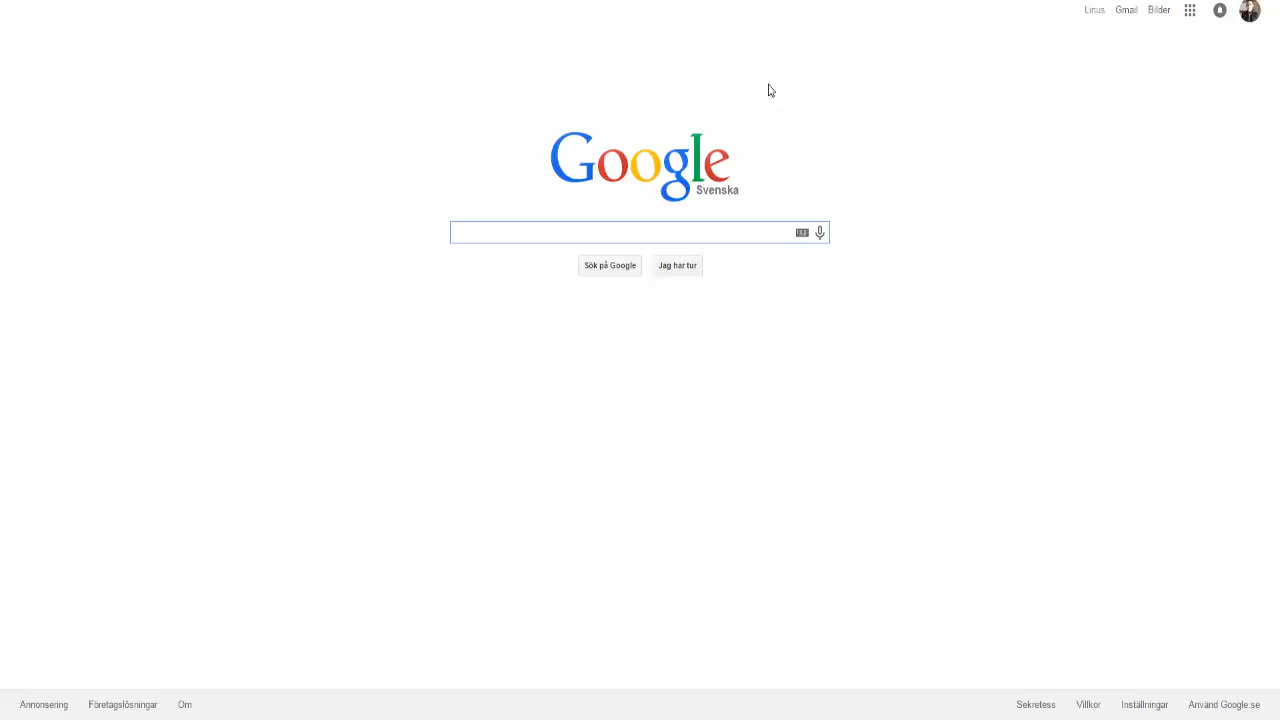 Linus Gmail Bilder
Google
Svenska
Sök på Google Jag har tur
Annonsering Företagslösningar Om Sekretess Villkor Inställningar Använd Google.se